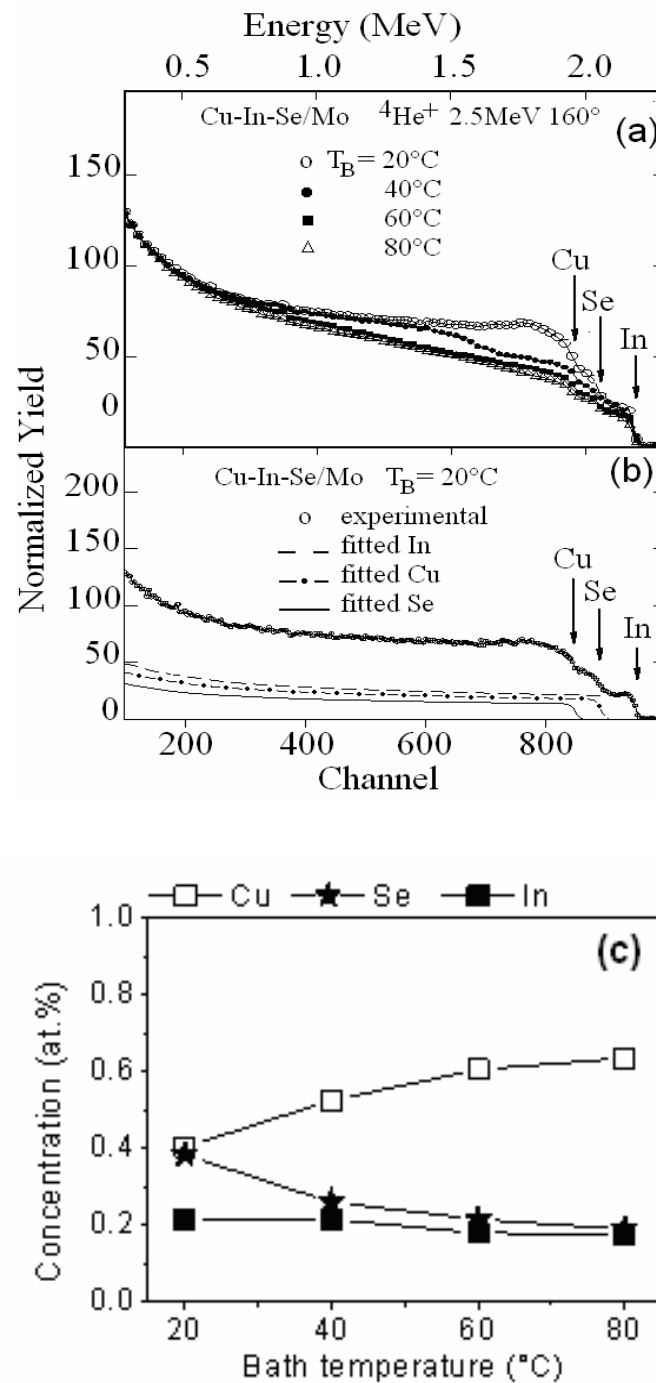 Energy (MeV)
0.5 1.0 1.5 2.0
Cu-In-Se/Mo ⁴He⁺ 2.5MeV 160° (a)
T_B = 20°C
40°C
60°C
80°C
150
100
50
0
Cu
Se
In
Normalized Yield
Cu-In-Se/Mo T_B = 20°C (b)
experimental
fitted In
fitted Cu
fitted Se
200
150
100
50
0
Cu
Se
In
200 400 600 800
Channel
Cu Se In
(c)
1.0
0.8
0.6
0.4
0.2
0.0
Concentration (at.%)
20 40 60 80
Bath temperature (°C)